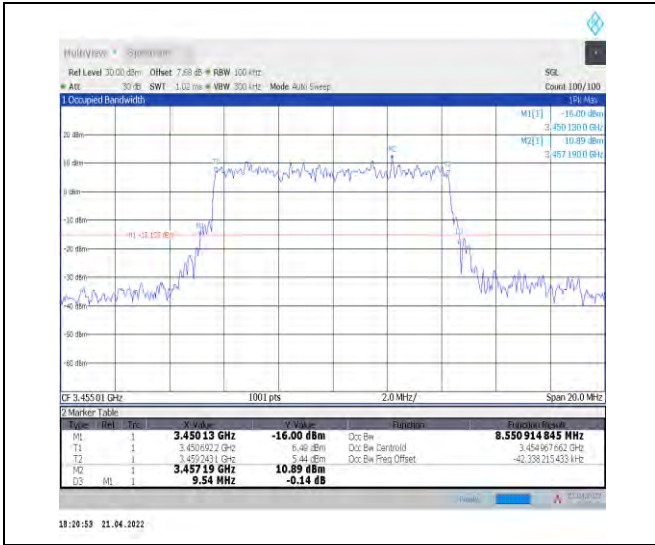 MultiView Spectrum
Ref Level 30.00 dBm Offset 7.68 dB RBW 100 kHz SGL
Att 30 dB SWT 1.02 ms VBW 300 kHz Mode Auto Sweep Count 100/100
1 Occupied Bandwidth 1Pk Max
M1[1] -16.00 dBm
3.450 130 0 GHz
M2[1] 10.89 dBm
3.457 190 0 GHz
20 dBm
10 dBm
0 dBm
-10 dBm
-20 dBm
-30 dBm
-40 dBm
-50 dBm
-60 dBm
M2
CF 3.455 01 GHz 1001 pts 2.0 MHz/ Span 20.0 MHz
2 Marker Table
Type Ref Trc X Value Y Value Function Function Result
M1 1 3.450 13 GHz -16.00 dBm Occ Bw 8.550 914 845 MHz
T1 1 3.450 692 2 GHz 6.49 dBm Occ Bw Centroid 3.454 967 662 GHz
T2 1 3.459 243 1 GHz 5.44 dBm Occ Bw Freq Offset -42.338 215 433 kHz
M2 1 3.457 19 GHz 10.89 dBm
D3 M1 1 9.54 MHz -0.14 dB
18:20:53 21.04.2022